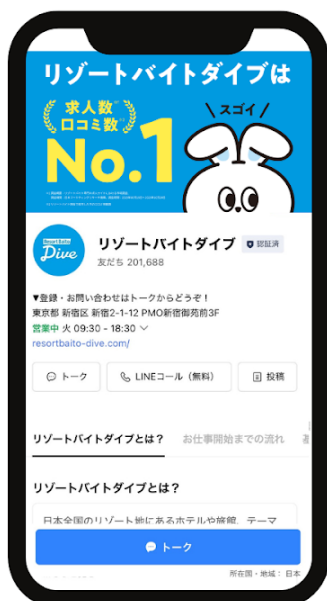 リゾートバイトダイブは
求人数
口コミ数
No.1
スゴイ
Resort Baito
Dive
リゾートバイトダイブ
認証済
友だち 201,688
▼登録・お問い合わせはトークからどうぞ！
東京都 新宿区 新宿2-1-12 PMO新宿御苑前3F
営業中 火 09:30 - 18:30
resortbaito-dive.com/
トーク
LINEコール（無料）
投稿
リゾートバイトダイブとは？
お仕事開始までの流れ
リゾートバイトダイブとは？
日本全国のリゾート地にあるホテルや旅館、テーマ
トーク
所在国・地域： 日本